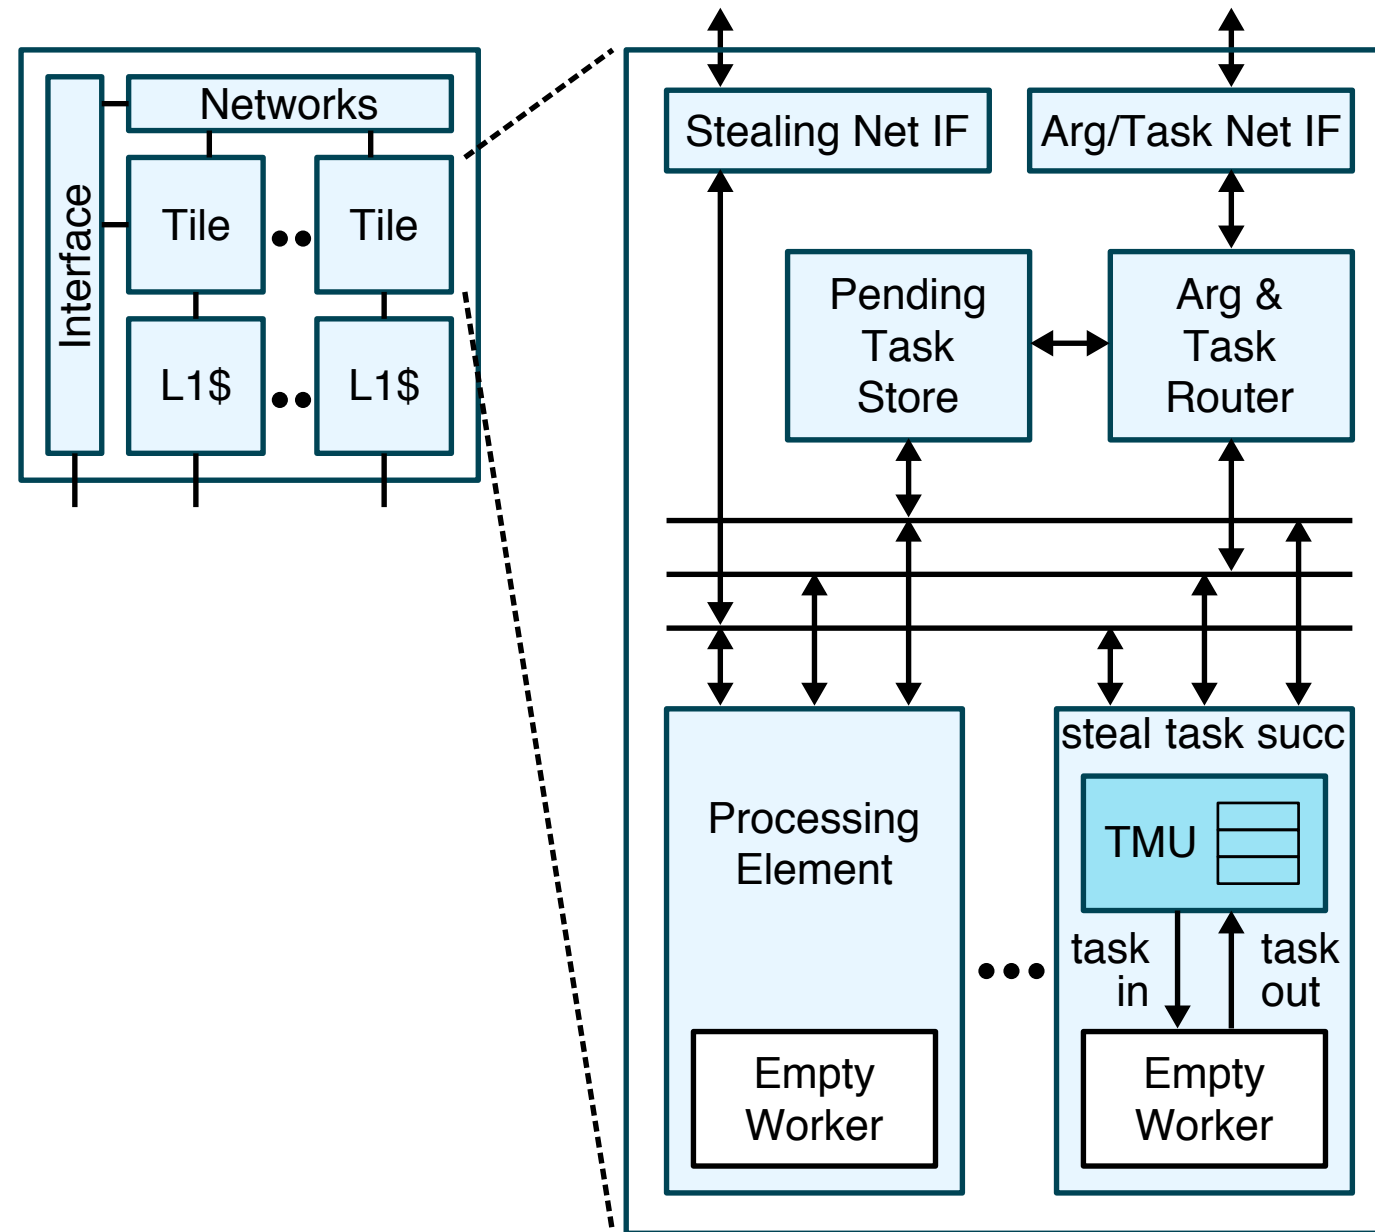 Networks
Interface
Tile
Tile
L1$
L1$
Stealing Net IF
Arg/Task Net IF
Pending
Task
Store
Arg &
Task
Router
Processing
Element
Empty
Worker
steal task succ
TMU
task
in
task
out
Empty
Worker